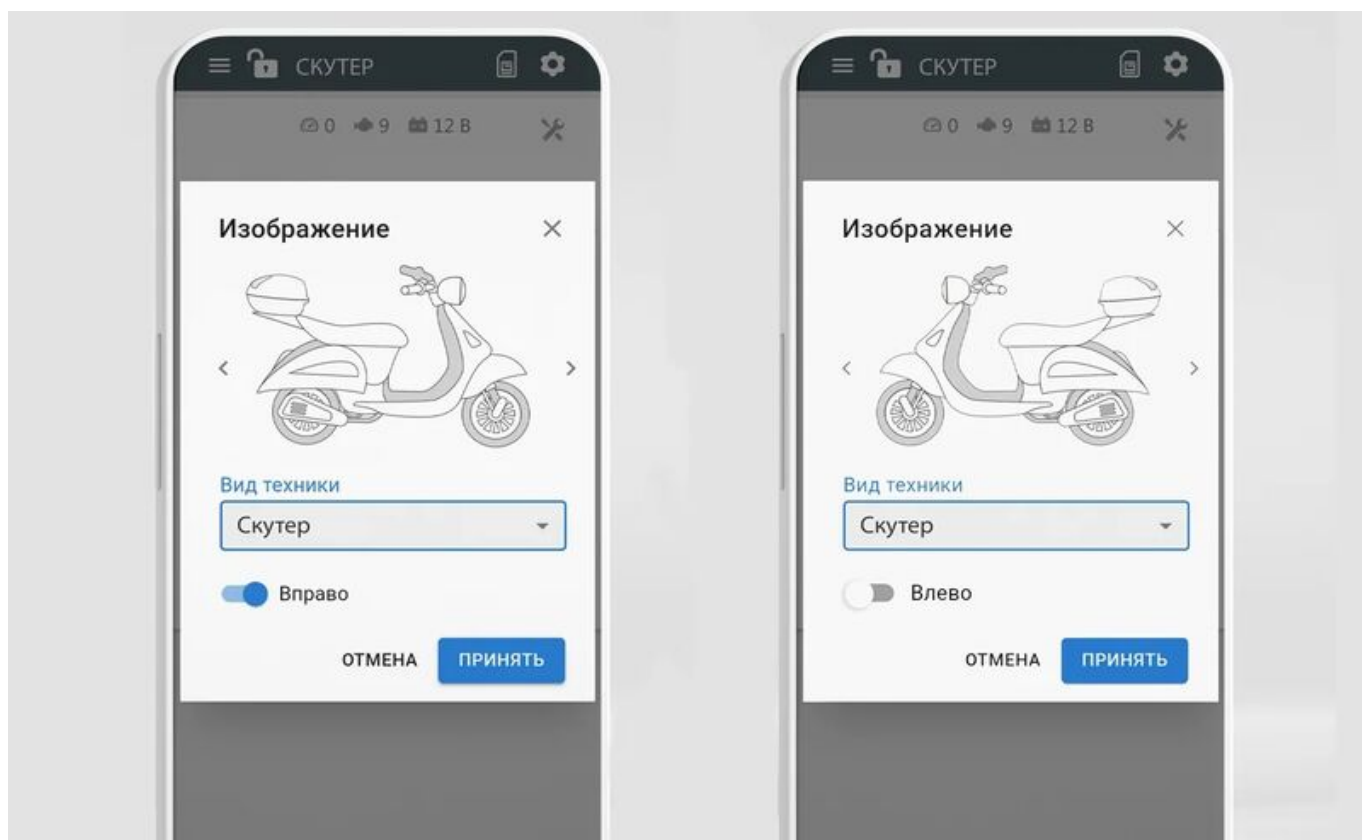 СКУТЕР
0 9 12 В
Изображение
Вид техники
Скутер
Вправо
ОТМЕНА ПРИНЯТЬ
СКУТЕР
0 9 12 В
Изображение
Вид техники
Скутер
Влево
ОТМЕНА ПРИНЯТЬ